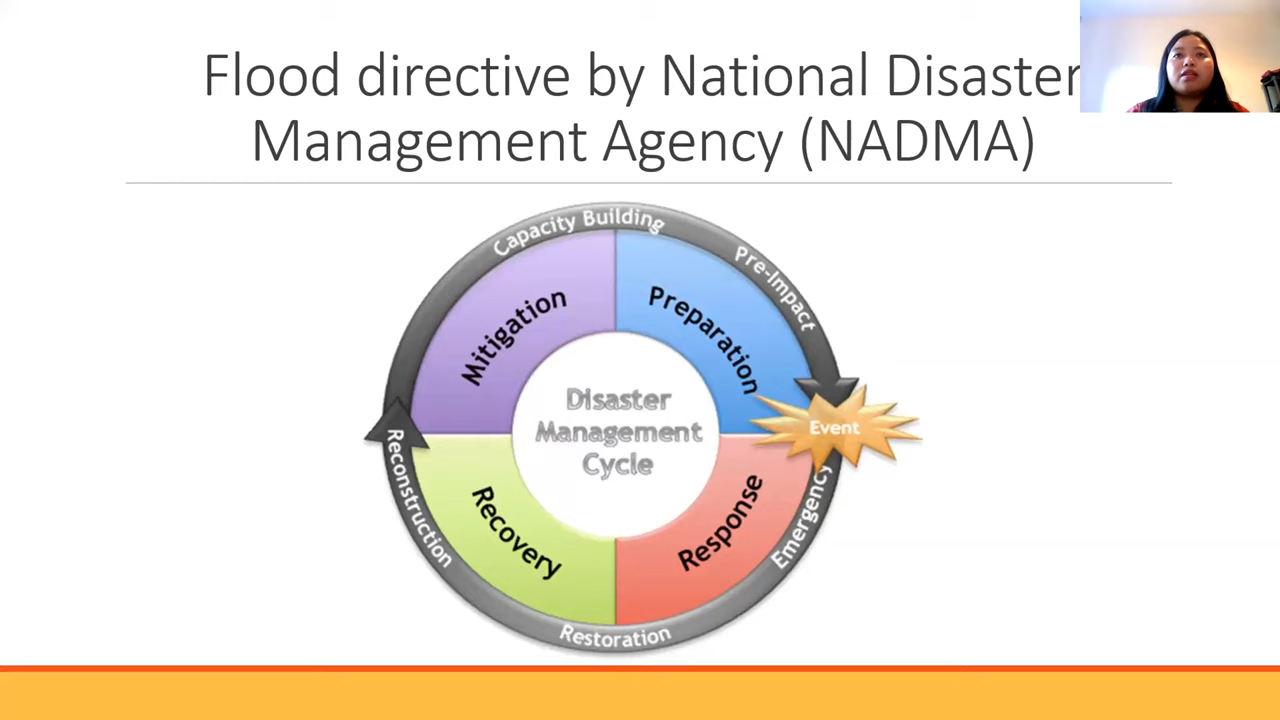 Flood directive by National Disaster
Management Agency (NADMA)
Capacity Building
Pre-Impact
Mitigation
Preparation
Disaster
Management
Cycle
Event
Reconstruction
Recovery
Response
Emergency
Restoration